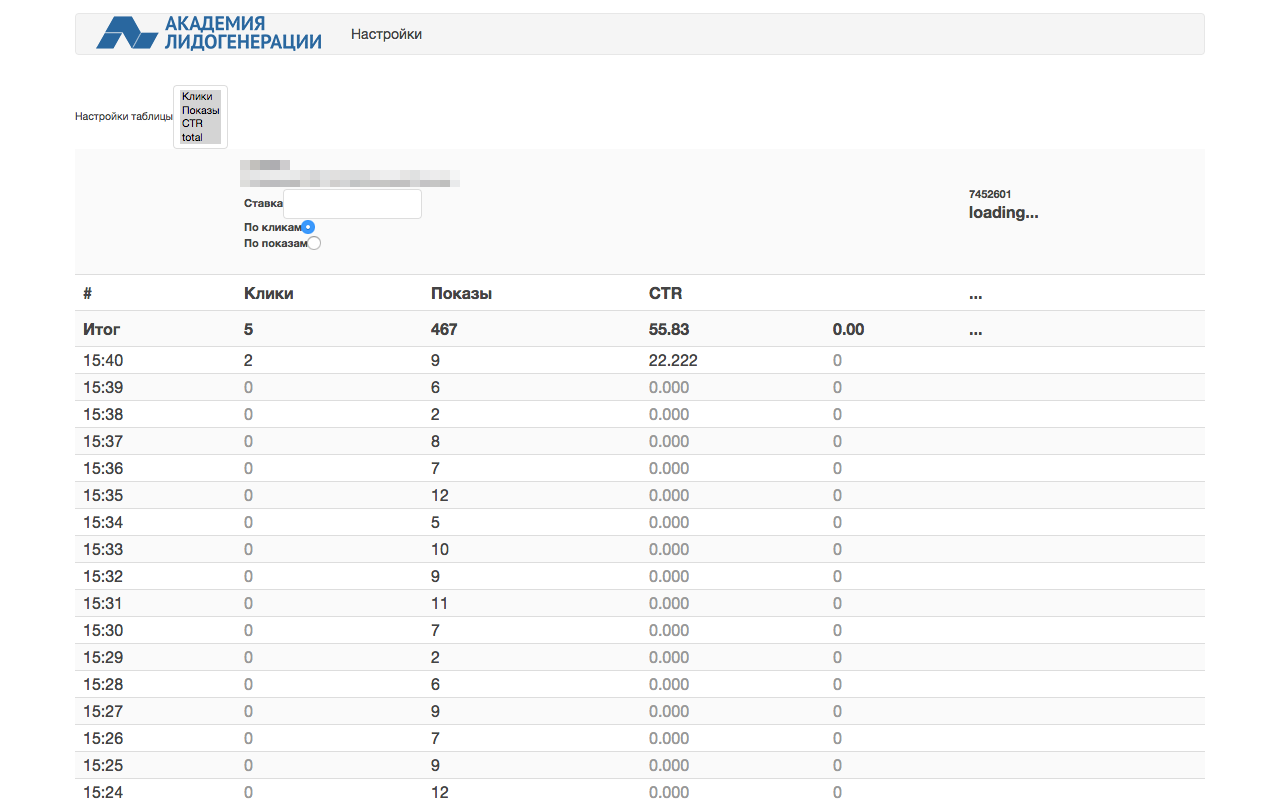 АКАДЕМИЯ
ЛИДОГЕНЕРАЦИИ
Настройки
Настройки таблицы
Клики
Показы
CTR
total
Ставка
По кликам
По показам
7452601
loading...
# Клики Показы CTR ...
Итог 5 467 55.83 0.00 ...
15:40 2 9 22.222 0
15:39 0 6 0.000 0
15:38 0 2 0.000 0
15:37 0 8 0.000 0
15:36 0 7 0.000 0
15:35 0 12 0.000 0
15:34 0 5 0.000 0
15:33 0 10 0.000 0
15:32 0 9 0.000 0
15:31 0 11 0.000 0
15:30 0 7 0.000 0
15:29 0 2 0.000 0
15:28 0 6 0.000 0
15:27 0 9 0.000 0
15:26 0 7 0.000 0
15:25 0 9 0.000 0
15:24 0 12 0.000 0